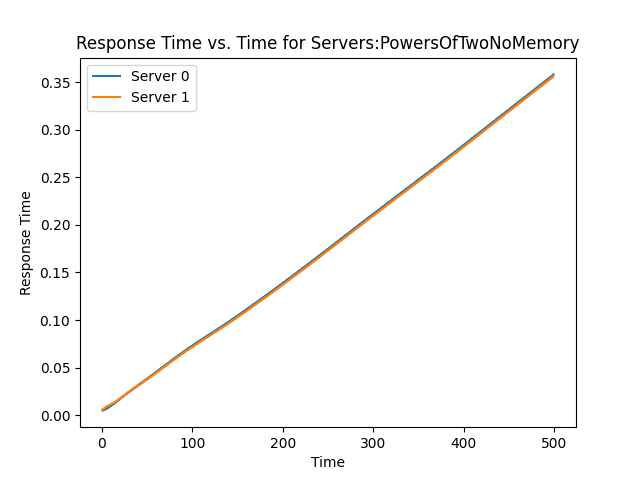 Response Time vs. Time for Servers:PowersOfTwoNoMemory
Server 0
Server 1
Response Time
0.35
0.30
0.25
0.20
0.15
0.10
0.05
0.00
0 100 200 300 400 500
Time